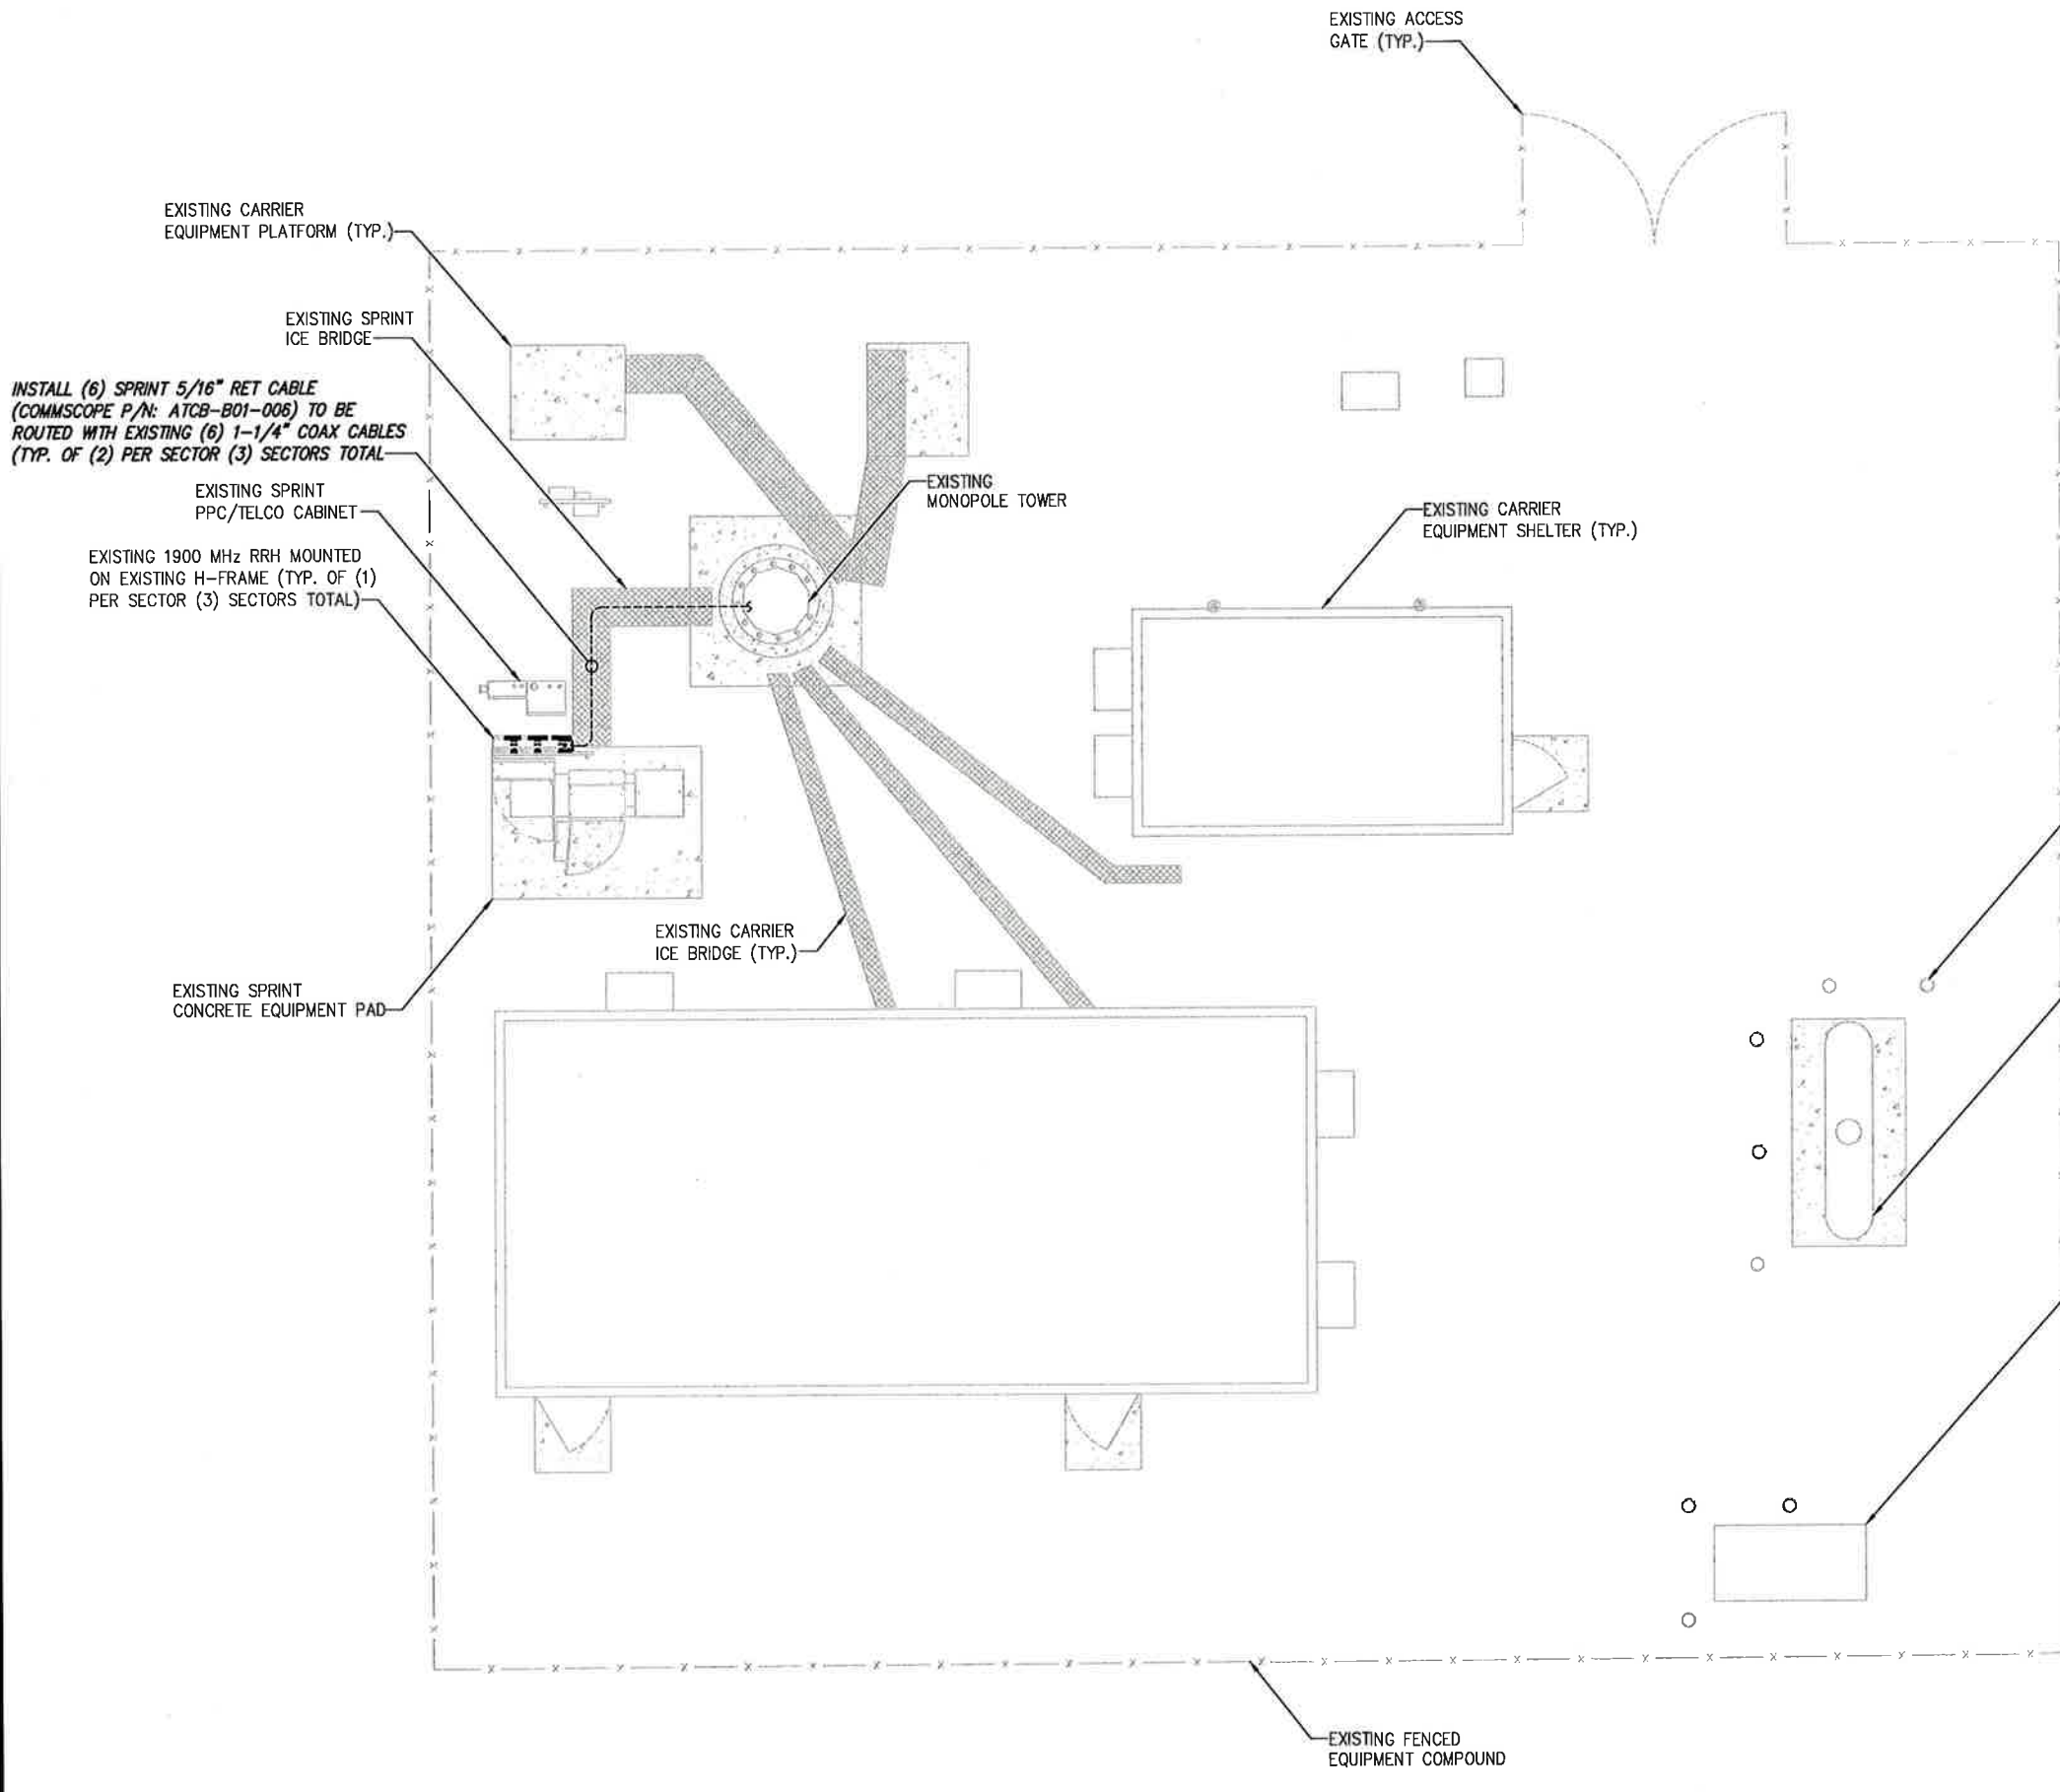 EXISTING ACCESS
GATE (TYP.)
EXISTING CARRIER
EQUIPMENT PLATFORM (TYP.)
EXISTING SPRINT
ICE BRIDGE
INSTALL (6) SPRINT 5/16" RET CABLE
(COMMSCOPE P/N: ATCB-B01-006) TO BE
ROUTED WITH EXISTING (6) 1-1/4" COAX CABLES
(TYP. OF (2) PER SECTOR (3) SECTORS TOTAL
EXISTING SPRINT
PPC/TELCO CABINET
EXISTING
MONOPOLE TOWER
EXISTING CARRIER
EQUIPMENT SHELTER (TYP.)
EXISTING 1900 MHz RRH MOUNTED
ON EXISTING H-FRAME (TYP. OF (1)
PER SECTOR (3) SECTORS TOTAL)
EXISTING CARRIER
ICE BRIDGE (TYP.)
EXISTING SPRINT
CONCRETE EQUIPMENT PAD
EXISTING FENCED
EQUIPMENT COMPOUND